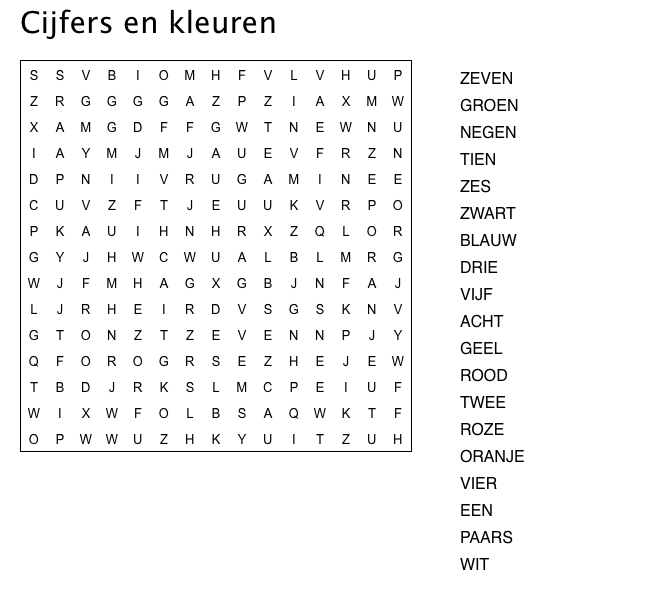 Cijfers en kleuren
S S V B I O M H F V L V H U P
Z R G G G G A Z P Z I A X M W
X A M G D F F G W T N E W N U
I A Y M J M J A U E V F R Z N
D P N I I V R U G A M I N E E
C U V Z F T J E U U K V R P O
P K A U I H N H R X Z Q L O R
G Y J H W C W U A L B L M R G
W J F M H A G X G B J N F A J
L J R H E I R D V S G S K N V
G T O N Z T Z E V E N N P J Y
Q F O R O G R S E Z H E J E W
T B D J R K S L M C P E I U F
W I X W F O L B S A Q W K T F
O P W W U Z H K Y U I T Z U H
ZEVEN
GROEN
NEGEN
TIEN
ZES
ZWART
BLAUW
DRIE
VIJF
ACHT
GEEL
ROOD
TWEE
ROZE
ORANJE
VIER
EEN
PAARS
WIT